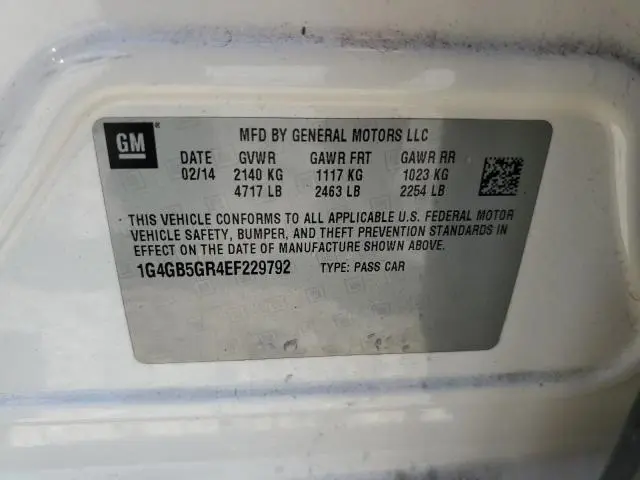 GM®
MFD BY GENERAL MOTORS LLC
DATE GVWR GAWR FRT GAWR RR
02/14 2140 KG 1117 KG 1023 KG
4717 LB 2463 LB 2254 LB
THIS VEHICLE CONFORMS TO ALL APPLICABLE U.S. FEDERAL MOTOR
VEHICLE SAFETY, BUMPER, AND THEFT PREVENTION STANDARDS IN
EFFECT ON THE DATE OF MANUFACTURE SHOWN ABOVE.
1G4GB5GR4EF229792 TYPE: PASS CAR